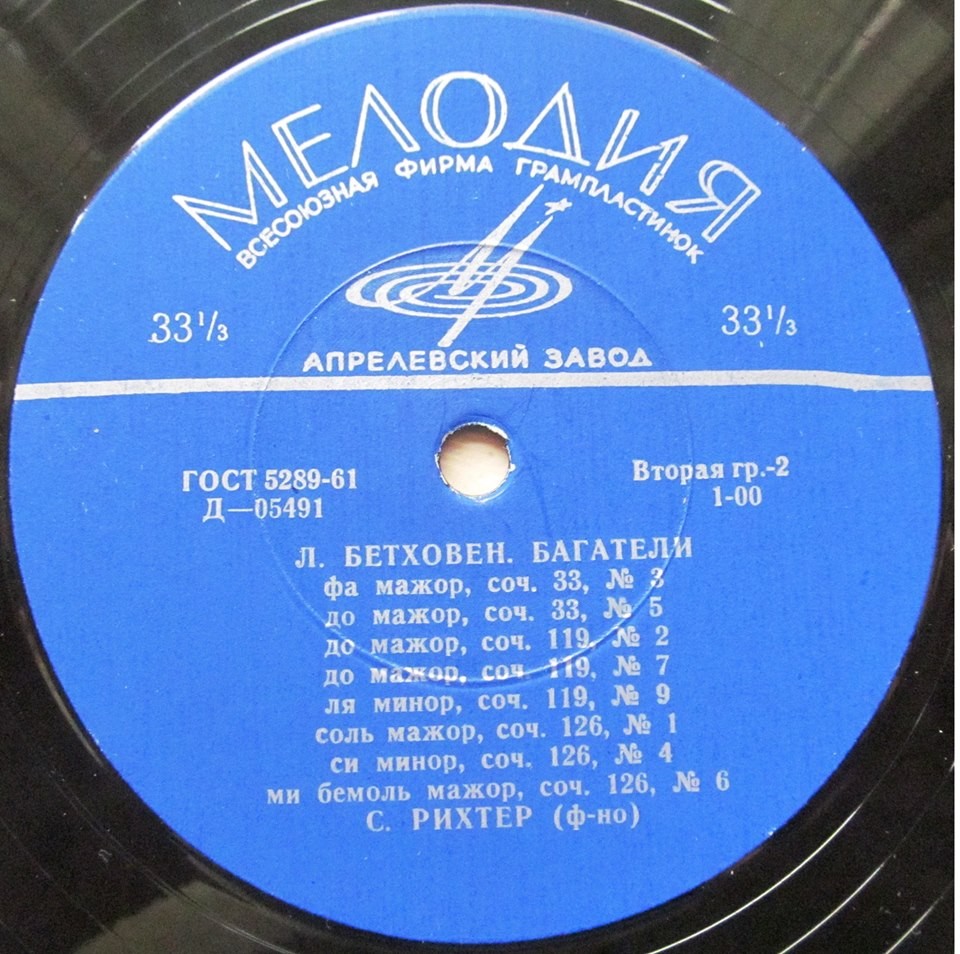 МЕЛОДИЯ
ВСЕСОЮЗНАЯ ФИРМА ГРАМПЛАСТИНОК
33⅓ 33⅓
АПРЕЛЕВСКИЙ ЗАВОД
ГОСТ 5289-61 Вторая гр.-2
Д—05491 1-00
Л. БЕТХОВЕН. БАГАТЕЛИ
фа мажор, соч. 33, № 3
до мажор, соч. 33, № 5
до мажор, соч. 119, № 2
до мажор, соч. 119, № 7
ля минор, соч. 119, № 9
соль мажор, соч. 126, № 1
си минор, соч. 126, № 4
ми бемоль мажор, соч. 126, № 6
С. РИХТЕР (ф-но)